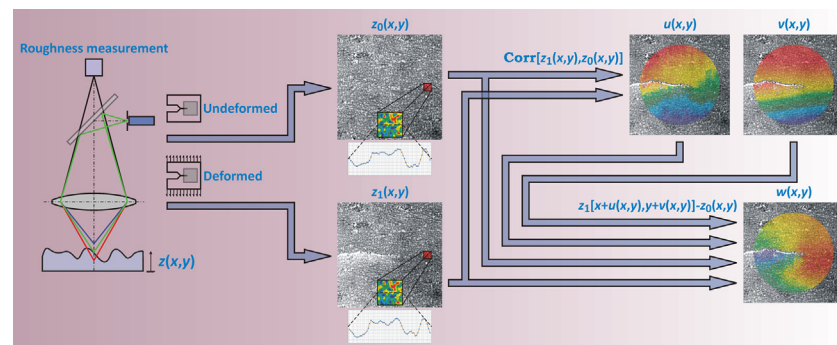 Roughness measurement
z(x,y)
Undeformed
Deformed
z₀(x,y)
z₁(x,y)
Corr[z₁(x,y),z₀(x,y)]
u(x,y)
v(x,y)
z₁[x+u(x,y),y+v(x,y)]-z₀(x,y)
w(x,y)